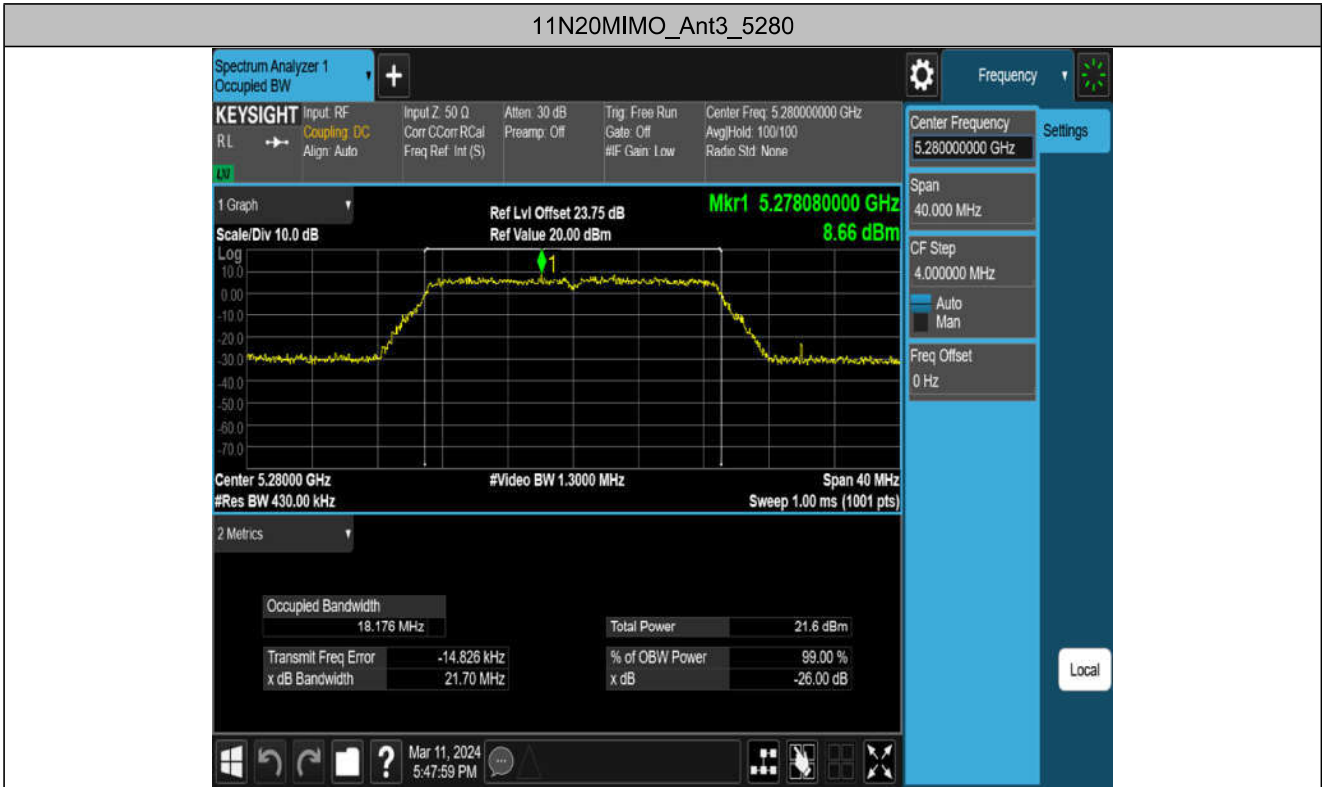 11N20MIMO_Ant3_5280
Spectrum Analyzer 1
Occupied BW
+
Frequency
KEYSIGHT
R L
LXI
Input: RF
Coupling: DC
Align: Auto
Input Z: 50 Ω
Corr CCorr RCal
Freq Ref: Int (S)
Atten: 30 dB
Preamp: Off
Trig: Free Run
Gate: Off
#IF Gain: Low
Center Freq: 5.280000000 GHz
Avg|Hold: 100/100
Radio Std: None
Center Frequency
5.280000000 GHz
Settings
Span
40.000 MHz
CF Step
4.000000 MHz
Auto
Man
Freq Offset
0 Hz
Local
1 Graph
Scale/Div 10.0 dB
Ref Lvl Offset 23.75 dB
Ref Value 20.00 dBm
Mkr1 5.278080000 GHz
8.66 dBm
Log
10.0
0.00
-10.0
-20.0
-30.0
-40.0
-50.0
-60.0
-70.0
1
Center 5.28000 GHz
#Video BW 1.3000 MHz
Span 40 MHz
#Res BW 430.00 kHz
Sweep 1.00 ms (1001 pts)
2 Metrics
Occupied Bandwidth
18.176 MHz
Total Power 21.6 dBm
Transmit Freq Error -14.826 kHz
% of OBW Power 99.00 %
x dB Bandwidth 21.70 MHz
x dB -26.00 dB
?
Mar 11, 2024
5:47:59 PM